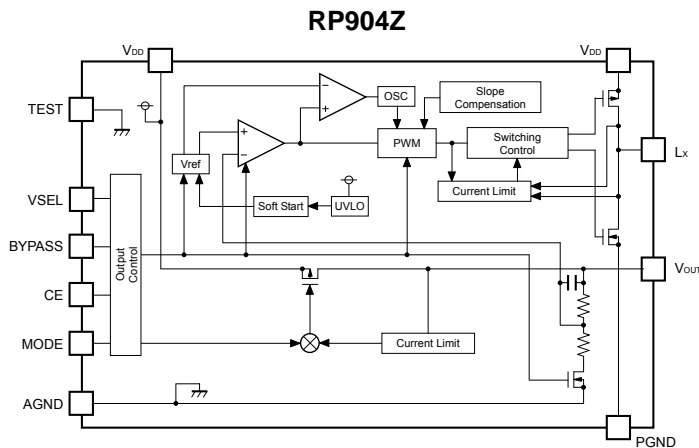 RP904Z
VDD
VDD
TEST
−
+
OSC
Slope
Compensation
+
−
PWM
Switching
Control
LX
Vref
Current Limit
VSEL
Soft Start
UVLO
BYPASS
Output
Control
VOUT
CE
MODE
Current Limit
AGND
PGND